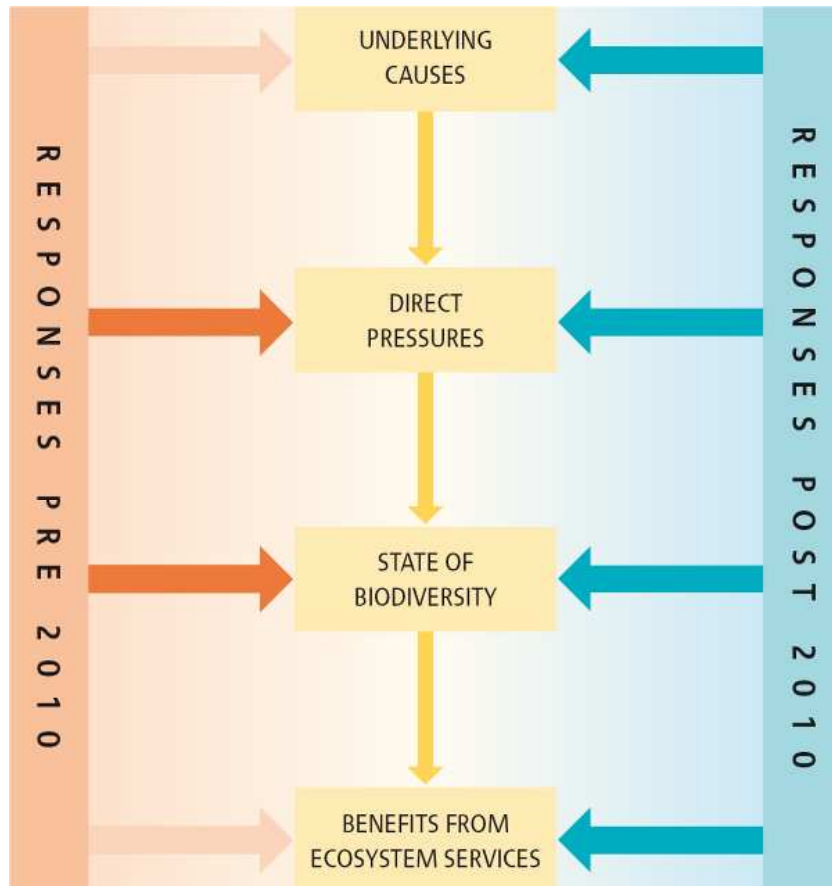 RESPONSES PRE 2010
UNDERLYING
CAUSES
DIRECT
PRESSURES
STATE OF
BIODIVERSITY
BENEFITS FROM
ECOSYSTEM SERVICES
RESPONSES POST 2010